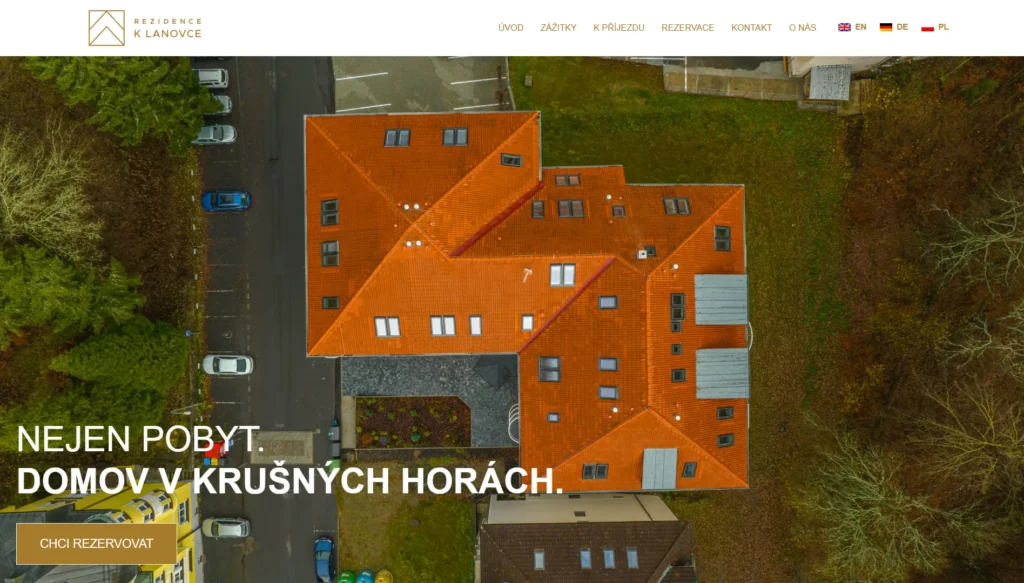 REZIDENCE
K LANOVCE
ÚVOD ZÁŽITKY K PŘÍJEZDU REZERVACE KONTAKT O NÁS EN DE PL
NEJEN POBYT.
DOMOV V KRUŠNÝCH HORÁCH.
CHCI REZERVOVAT